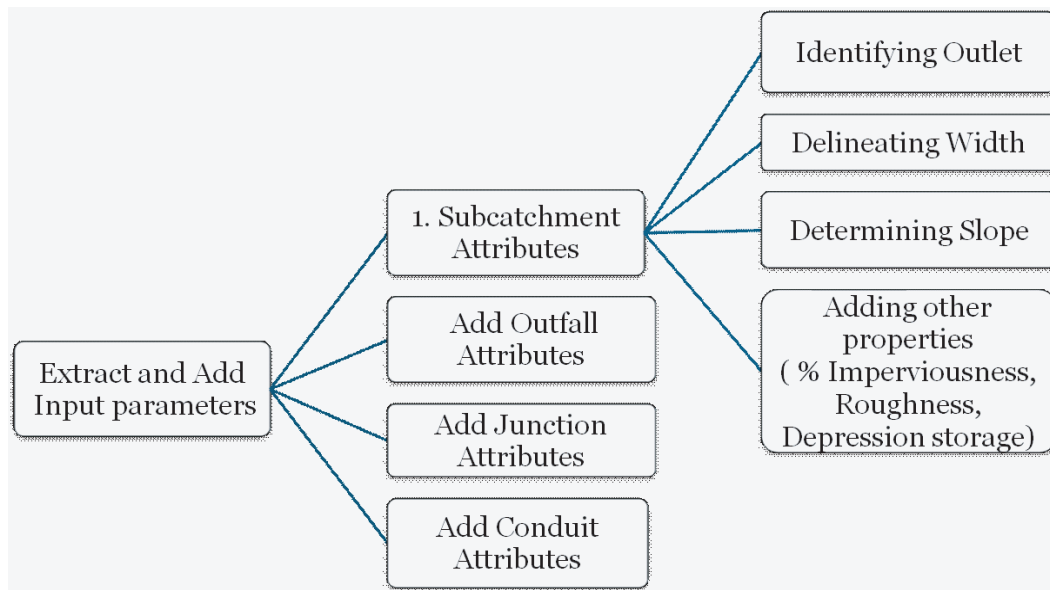 Extract and Add
Input parameters
1. Subcatchment
Attributes
Add Outfall
Attributes
Add Junction
Attributes
Add Conduit
Attributes
Identifying Outlet
Delineating Width
Determining Slope
Adding other
properties
( % Imperviousness,
Roughness,
Depression storage)